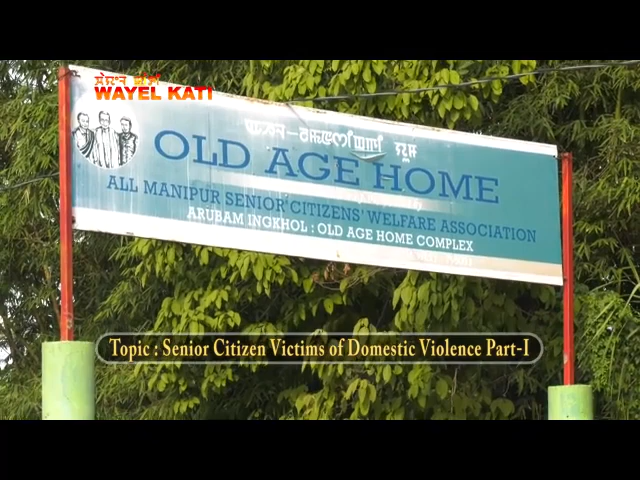 WAYEL KATI
OLD AGE HOME
ALL MANIPUR SENIOR CITIZENS' WELFARE ASSOCIATION
ARUBAM INGKHOL : OLD AGE HOME COMPLEX
Topic : Senior Citizen Victims of Domestic Violence Part-I